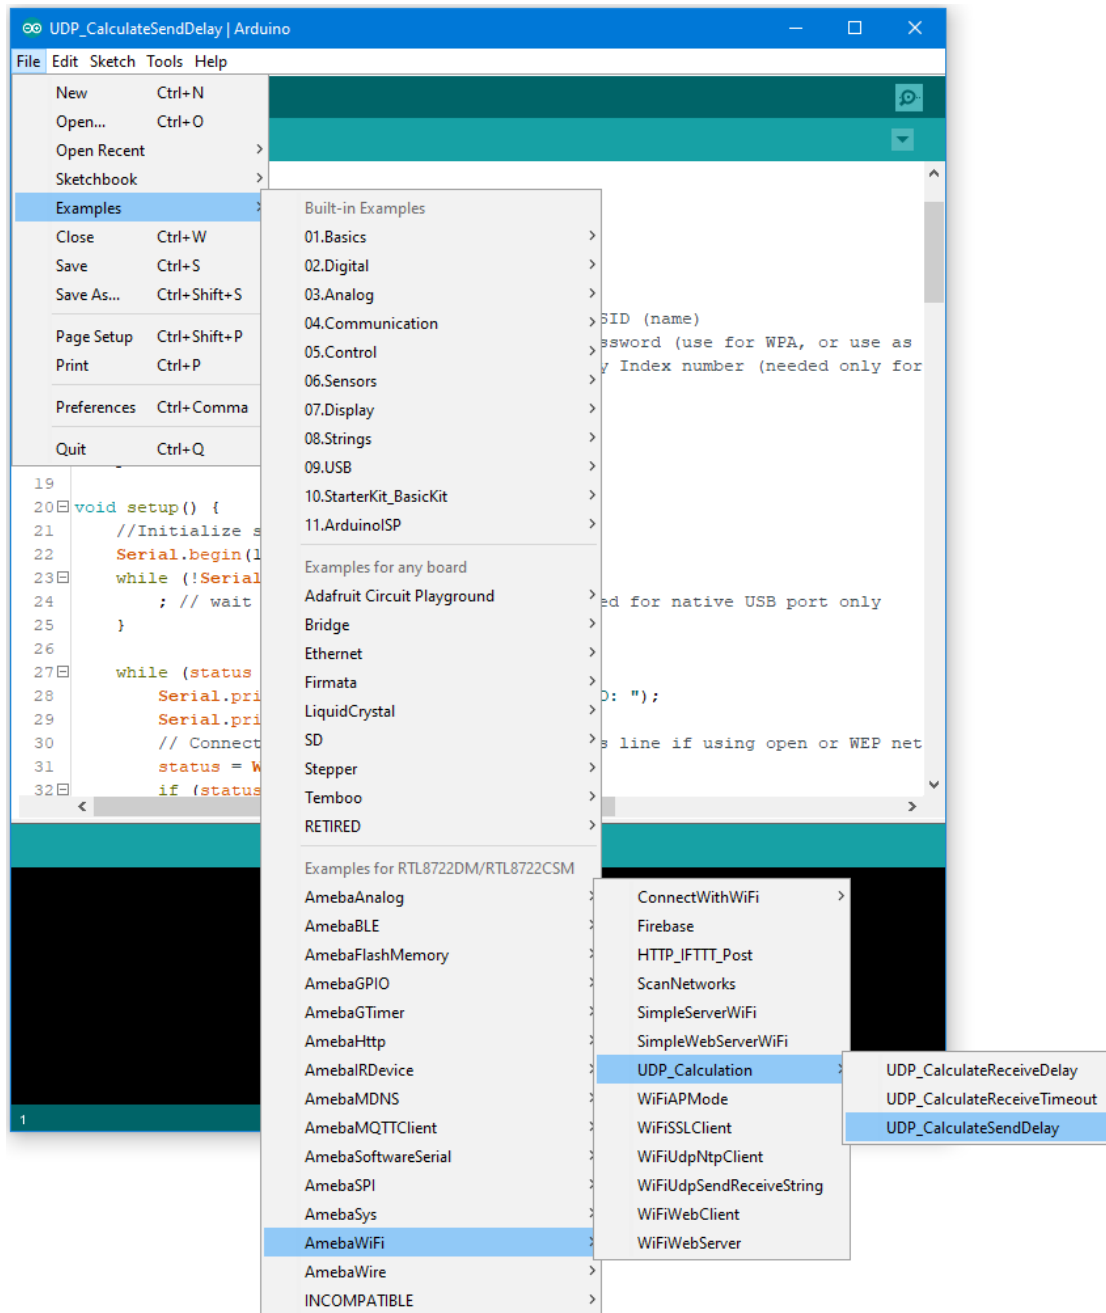 UDP_CalculateSendDelay | Arduino
File Edit Sketch Tools Help
New Ctrl+N
Open... Ctrl+O
Open Recent
Sketchbook
Examples
Close Ctrl+W
Save Ctrl+S
Save As... Ctrl+Shift+S
Page Setup Ctrl+Shift+P
Print Ctrl+P
Preferences Ctrl+Comma
Quit Ctrl+Q
Built-in Examples
01.Basics
02.Digital
03.Analog
04.Communication
05.Control
06.Sensors
07.Display
08.Strings
09.USB
10.StarterKit_BasicKit
11.ArduinoISP
Examples for any board
Adafruit Circuit Playground
Bridge
Ethernet
Firmata
LiquidCrystal
SD
Stepper
Temboo
RETIRED
Examples for RTL8722DM/RTL8722CSM
AmebaAnalog
AmebaBLE
AmebaFlashMemory
AmebaGPIO
AmebaGTimer
AmebaHttp
AmebaIRDevice
AmebaMDNS
AmebaMQTTClient
AmebaSoftwareSerial
AmebaSPI
AmebaSys
AmebaWiFi
AmebaWire
INCOMPATIBLE
ConnectWithWiFi
Firebase
HTTP_IFTTT_Post
ScanNetworks
SimpleServerWiFi
SimpleWebServerWiFi
UDP_Calculation
WiFiAPMode
WiFiSSLClient
WiFiUdpNtpClient
WiFiUdpSendReceiveString
WiFiWebClient
WiFiWebServer
UDP_CalculateReceiveDelay
UDP_CalculateReceiveTimeout
UDP_CalculateSendDelay
SID (name)
ssword (use for WPA, or use as
y Index number (needed only for
19
20 void setup() {
21 //Initialize s
22 Serial.begin(1
23 while (!Serial
24 ; // wait ed for native USB port only
25 }
26
27 while (status
28 Serial.pri D: ");
29 Serial.pri
30 // Connect s line if using open or WEP net
31 status = W
32 if (status
1